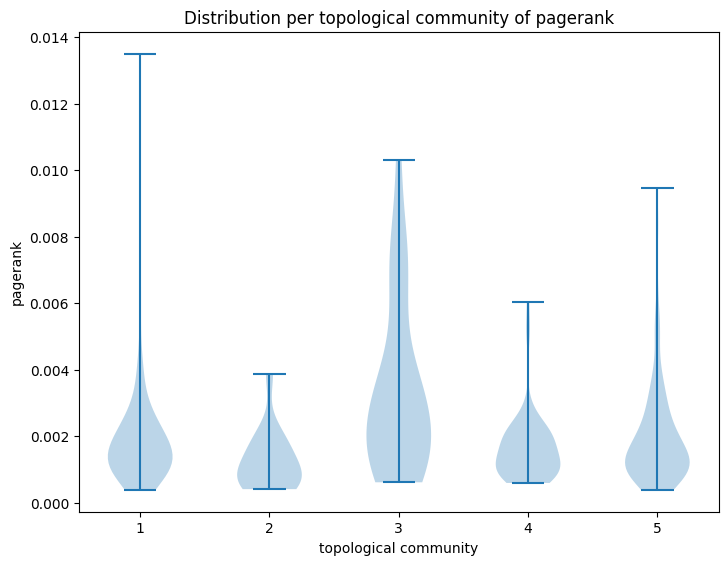 Distribution per topological community of pagerank
0.014
0.012
0.010
0.008
0.006
0.004
0.002
0.000
pagerank
1 2 3 4 5
topological community